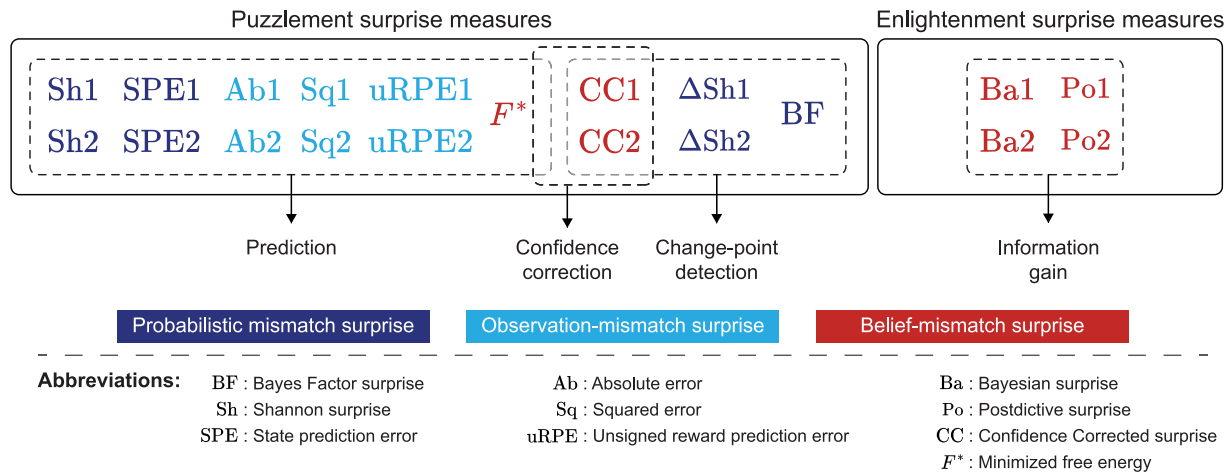 Puzzlement surprise measures
Enlightenment surprise measures
Sh1 SPE1 Ab1 Sq1 uRPE1 F* CC1 ΔSh1 BF
Sh2 SPE2 Ab2 Sq2 uRPE2 CC2 ΔSh2
Ba1 Po1
Ba2 Po2
Prediction
Confidence
correction
Change-point
detection
Information
gain
Probabilistic mismatch surprise
Observation-mismatch surprise
Belief-mismatch surprise
Abbreviations:
BF : Bayes Factor surprise
Sh : Shannon surprise
SPE : State prediction error
Ab : Absolute error
Sq : Squared error
uRPE : Unsigned reward prediction error
Ba : Bayesian surprise
Po : Postdictive surprise
CC : Confidence Corrected surprise
F* : Minimized free energy